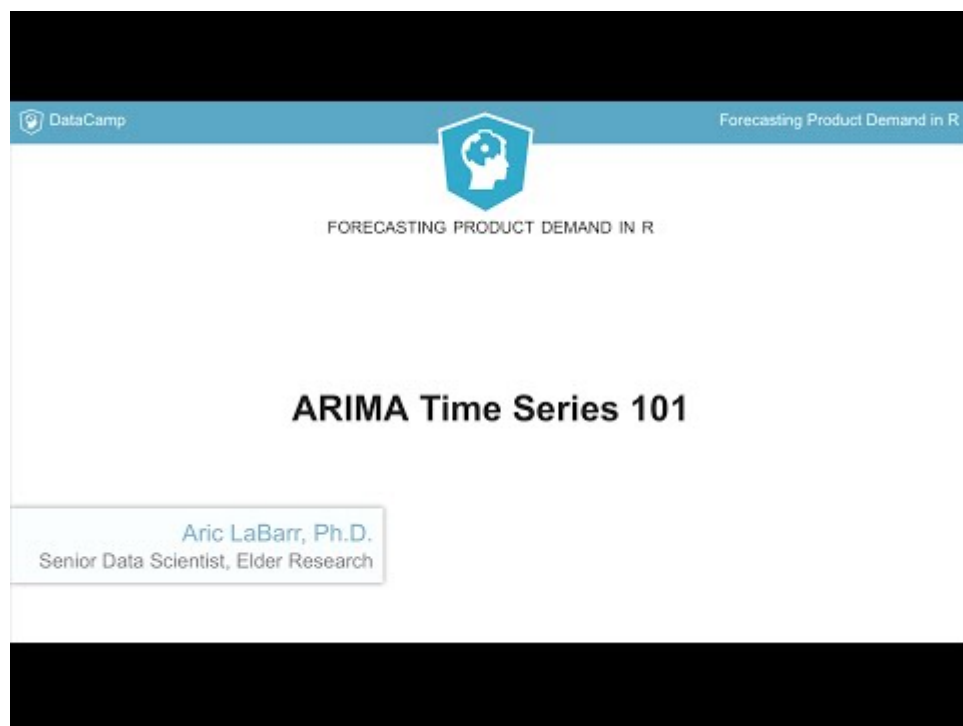 DataCamp
Forecasting Product Demand in R
FORECASTING PRODUCT DEMAND IN R
ARIMA Time Series 101
Aric LaBarr, Ph.D.
Senior Data Scientist, Elder Research